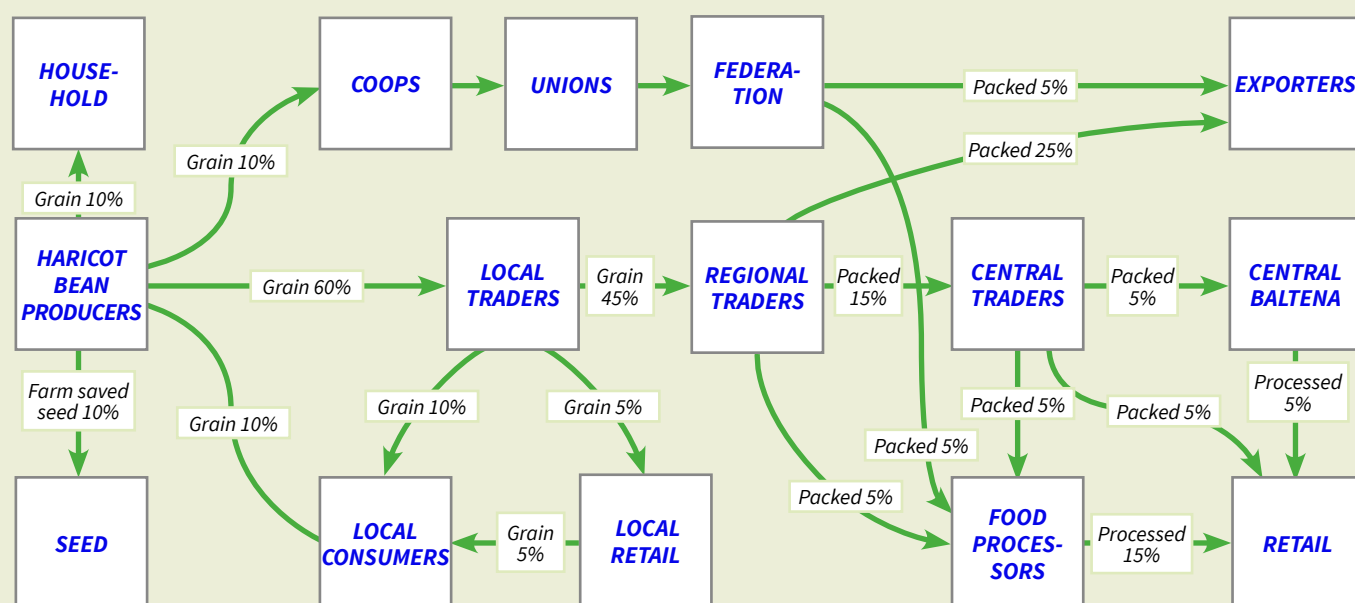 HOUSE-
HOLD
COOPS
UNIONS
FEDERA-
TION
Packed 5%
EXPORTERS
Grain 10%
Packed 25%
Grain 10%
HARICOT
BEAN
PRODUCERS
Grain 60%
LOCAL
TRADERS
Grain
45%
REGIONAL
TRADERS
Packed
15%
CENTRAL
TRADERS
Packed
5%
CENTRAL
BALTENA
Farm saved
seed 10%
Grain 10%
Grain 10%
Grain 5%
Packed 5%
Packed 5%
Processed
5%
Packed 5%
Packed 5%
SEED
LOCAL
CONSUMERS
Grain
5%
LOCAL
RETAIL
FOOD
PROCES-
SORS
Processed
15%
RETAIL